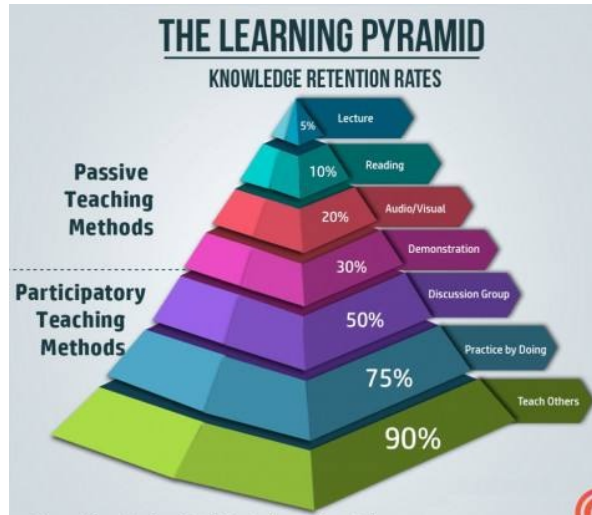 THE LEARNING PYRAMID
KNOWLEDGE RETENTION RATES
5% Lecture
10% Reading
Passive
Teaching
Methods
20% Audio/Visual
30% Demonstration
Participatory
Teaching
Methods
50% Discussion Group
75% Practice by Doing
90% Teach Others